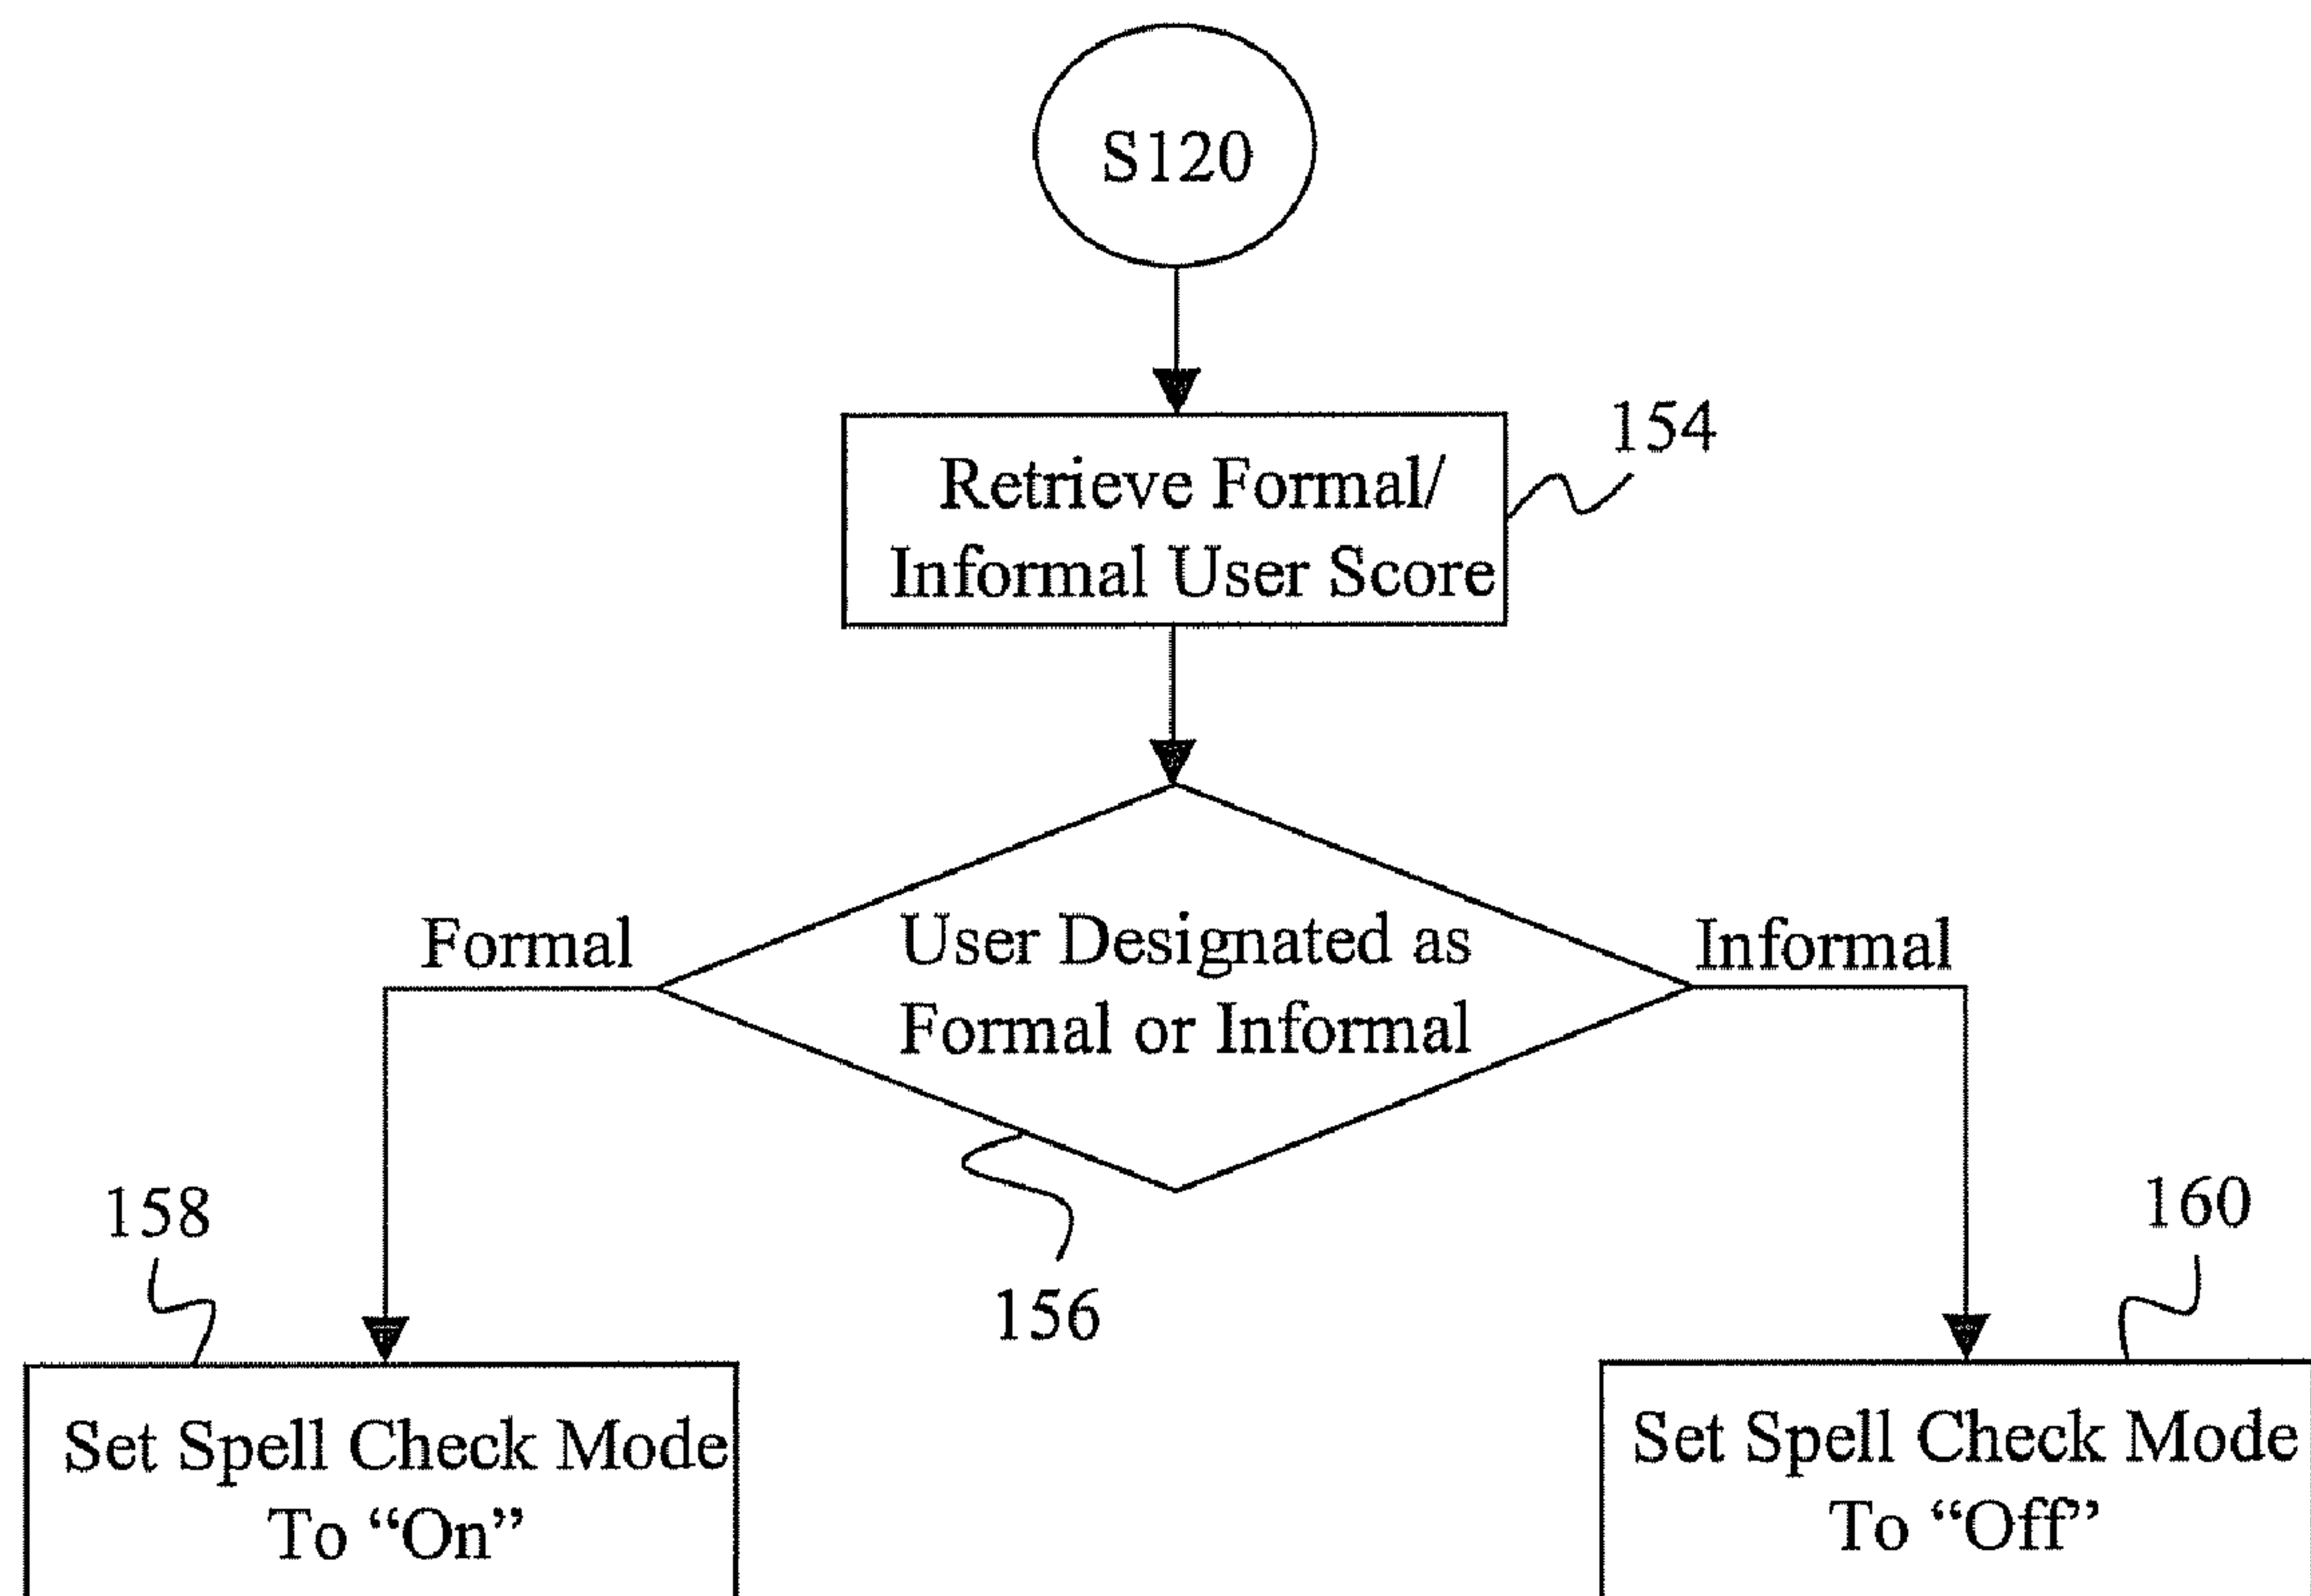 S120
154
Retrieve Formal/
Informal User Score
Formal
User Designated as
Formal or Informal
Informal
158
156
160
Set Spell Check Mode
To “On”
Set Spell Check Mode
To “Off”